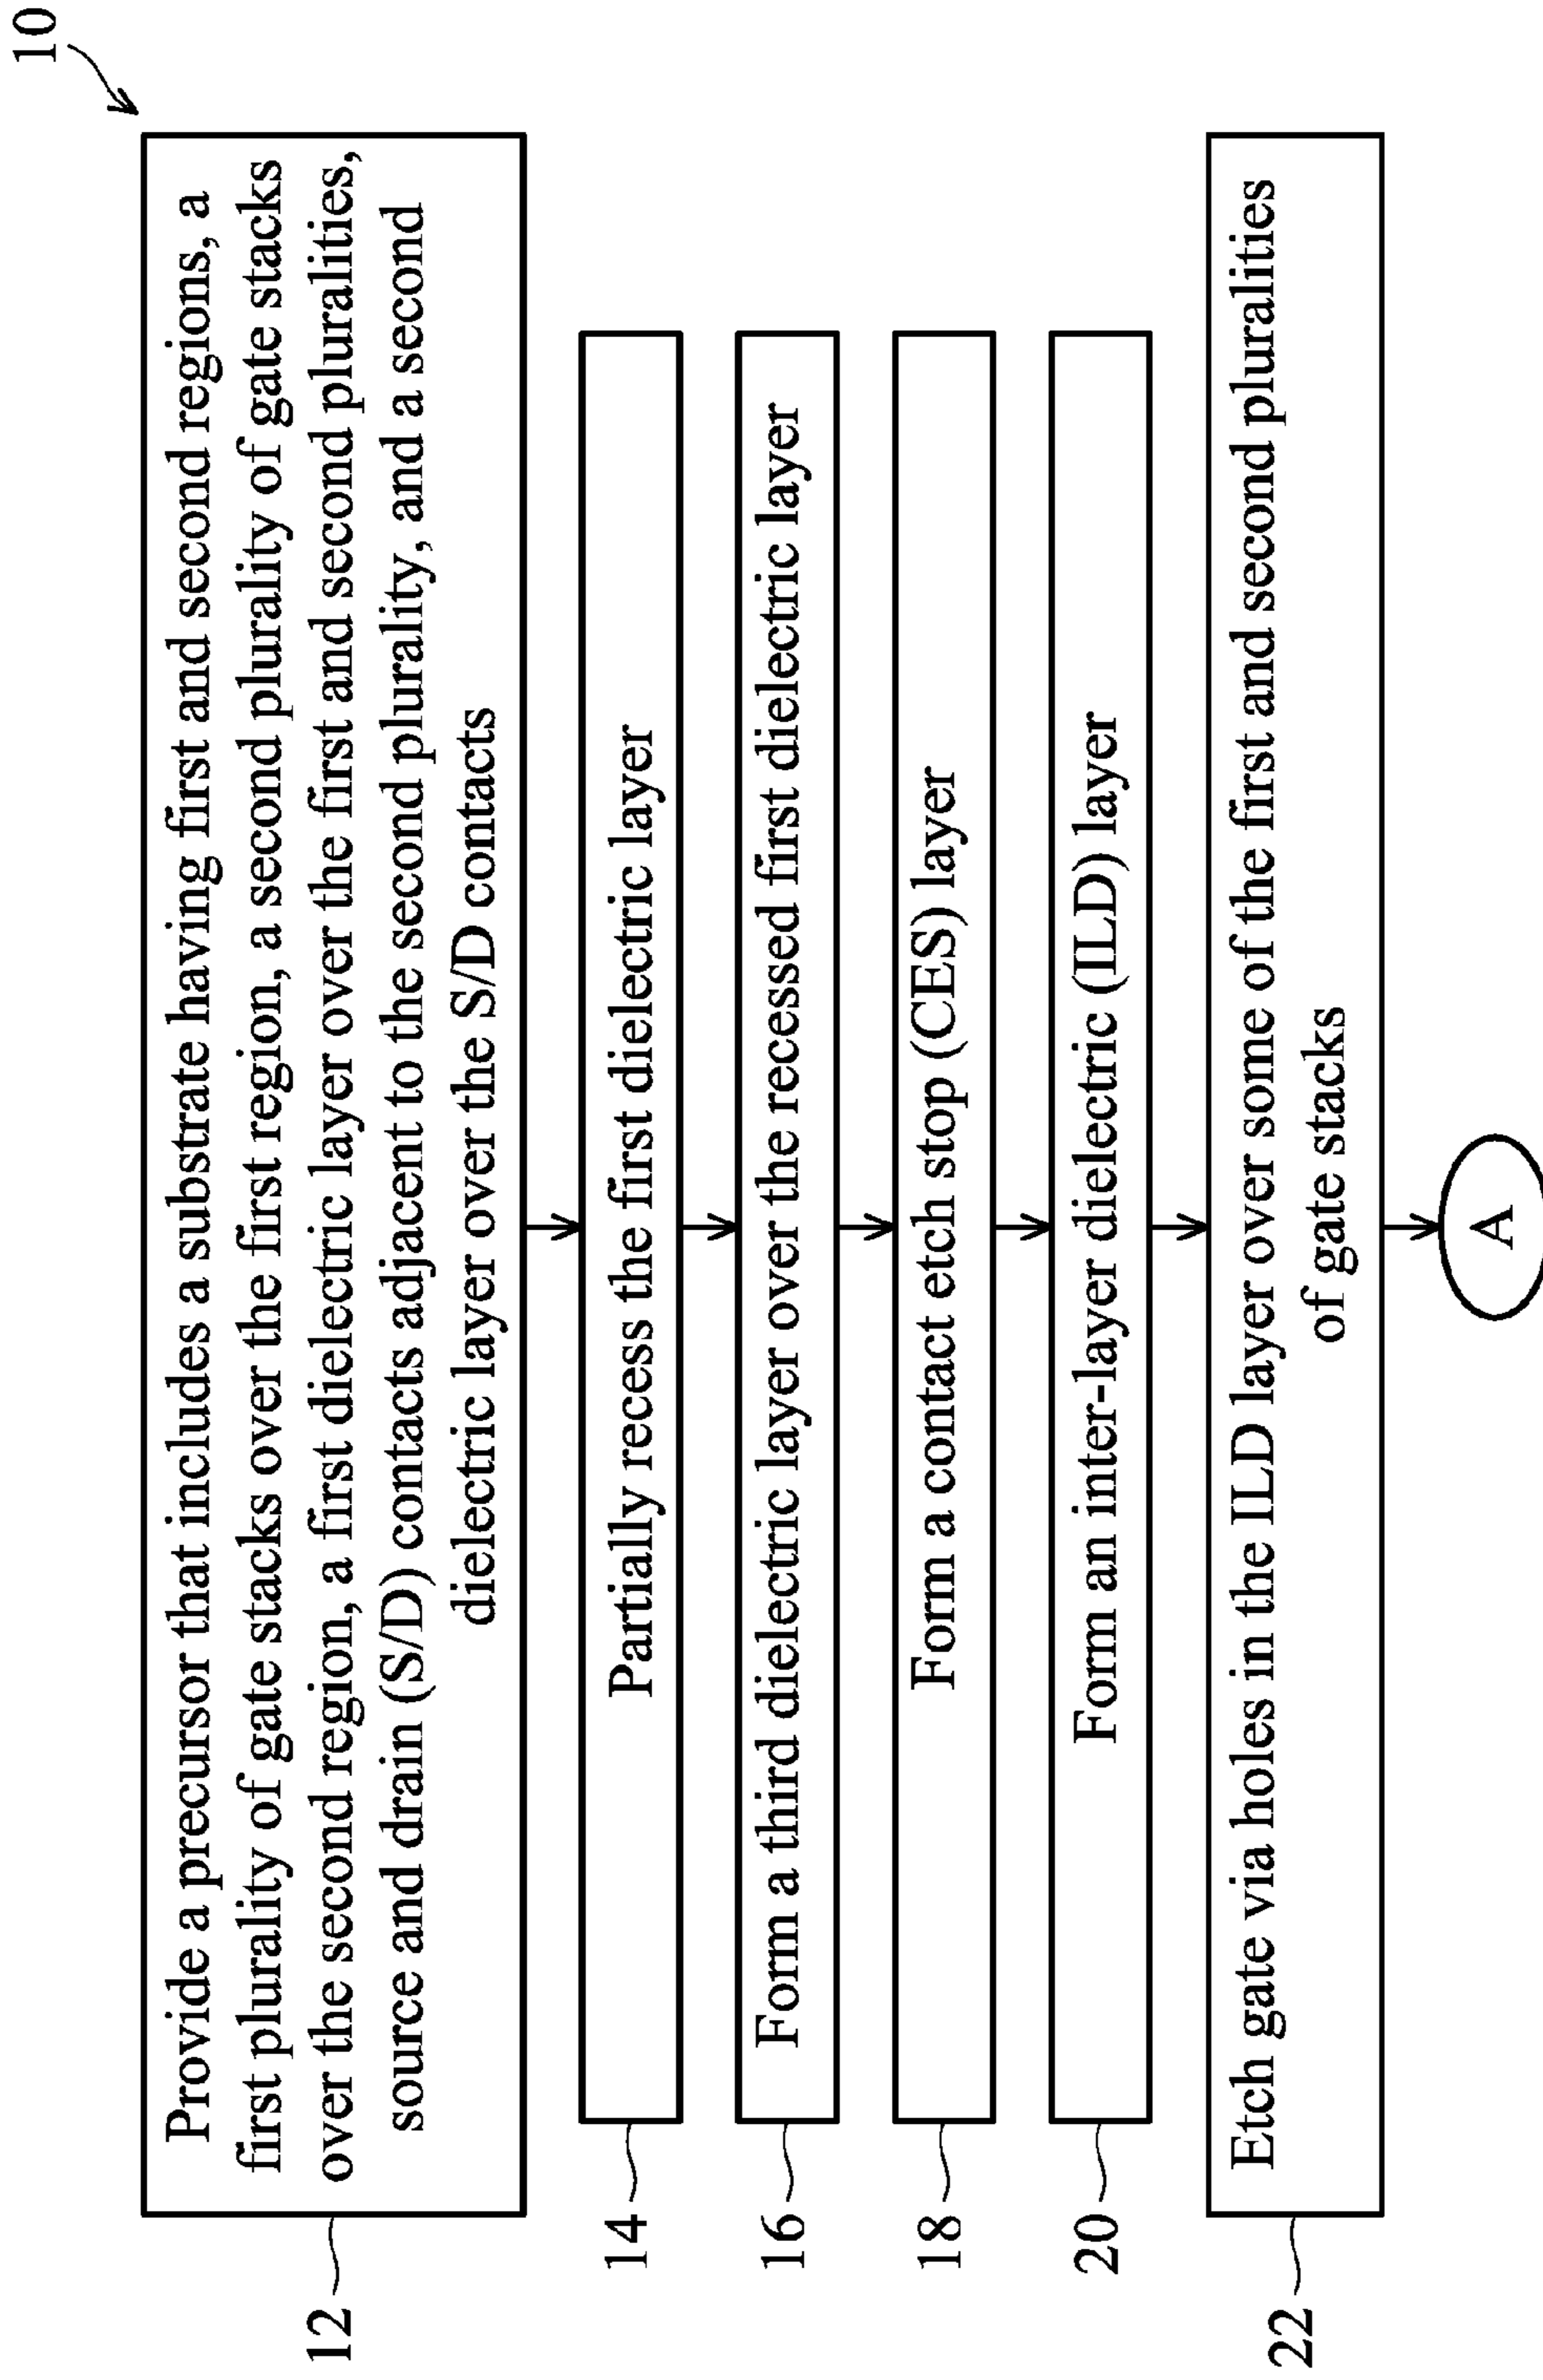 10
12
Provide a precursor that includes a substrate having first and second regions, a
first plurality of gate stacks over the first region, a second plurality of gate stacks
over the second region, a first dielectric layer over the first and second pluralities,
source and drain (S/D) contacts adjacent to the second plurality, and a second
dielectric layer over the S/D contacts
14
Partially recess the first dielectric layer
16
Form a third dielectric layer over the recessed first dielectric layer
18
Form a contact etch stop (CES) layer
20
Form an inter-layer dielectric (ILD) layer
22
Etch gate via holes in the ILD layer over some of the first and second pluralities
of gate stacks
A